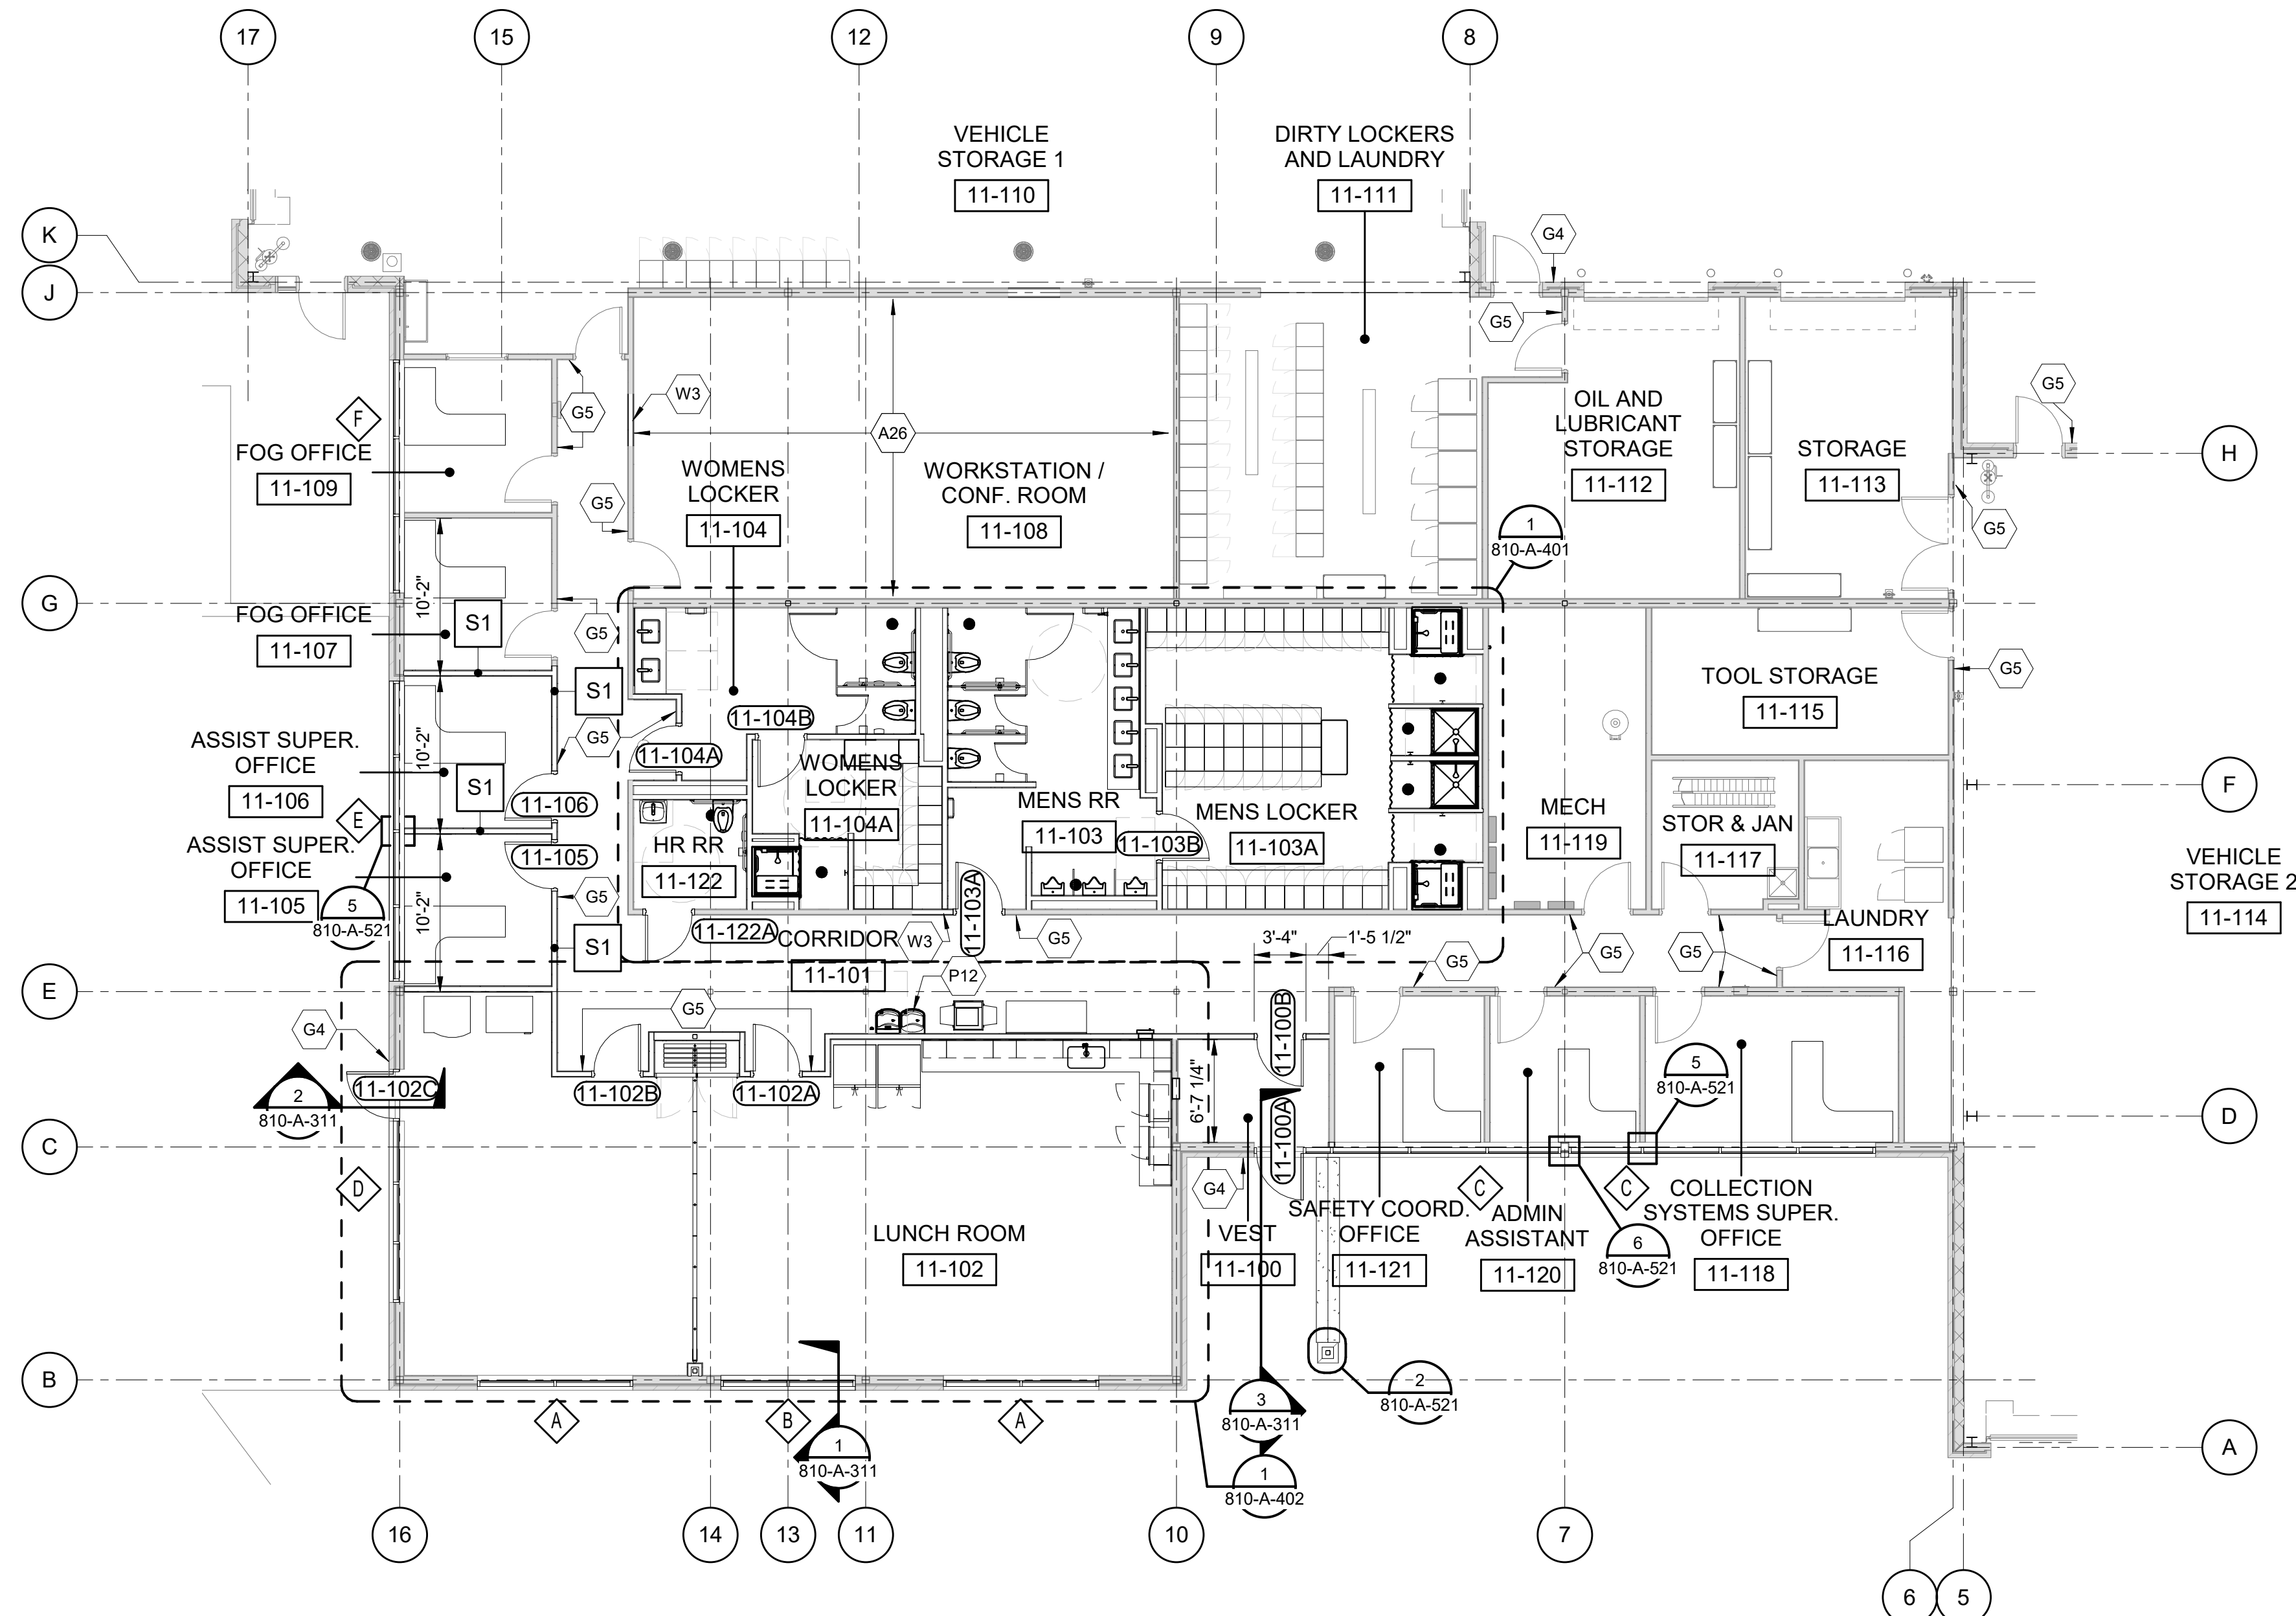 17
15
12
9
8
VEHICLE
STORAGE 1
11-110
DIRTY LOCKERS
AND LAUNDRY
11-111
K
J
G4
G5
G5
F
W3
G5
A26
OIL AND
LUBRICANT
STORAGE
11-112
STORAGE
11-113
H
FOG OFFICE
11-109
WOMENS
LOCKER
11-104
WORKSTATION /
CONF. ROOM
11-108
G5
G5
1
810-A-401
10'-2"
G
FOG OFFICE
11-107
S1
G5
S1
TOOL STORAGE
11-115
G5
11-104B
G5
11-104A
ASSIST SUPER.
OFFICE
11-106
10'-2"
S1
WOMENS
LOCKER
11-104A
F
11-106
E
MENS RR
11-103
MENS LOCKER
11-103A
11-103B
MECH
11-119
STOR & JAN
11-117
ASSIST SUPER.
OFFICE
11-105
11-105
HR RR
11-122
VEHICLE
STORAGE 2
11-114
5
810-A-521
10'-2"
G5
11-103A
LAUNDRY
11-116
S1
11-122A
CORRIDOR
11-101
W3
G5
3'-4"
1'-5 1/2"
G5
G5
G5
P12
E
G4
G5
11-100B
11-102C
11-102B
11-102A
6'-7 1/4"
5
810-A-521
2
810-A-311
D
C
11-100A
D
G4
C
C
LUNCH ROOM
11-102
VEST
11-100
SAFETY COORD.
OFFICE
11-121
ADMIN
ASSISTANT
11-120
COLLECTION
SYSTEMS SUPER.
OFFICE
11-118
6
810-A-521
B
A
B
A
1
810-A-311
3
810-A-311
2
810-A-521
1
810-A-402
A
16
14
13
11
10
7
6
5